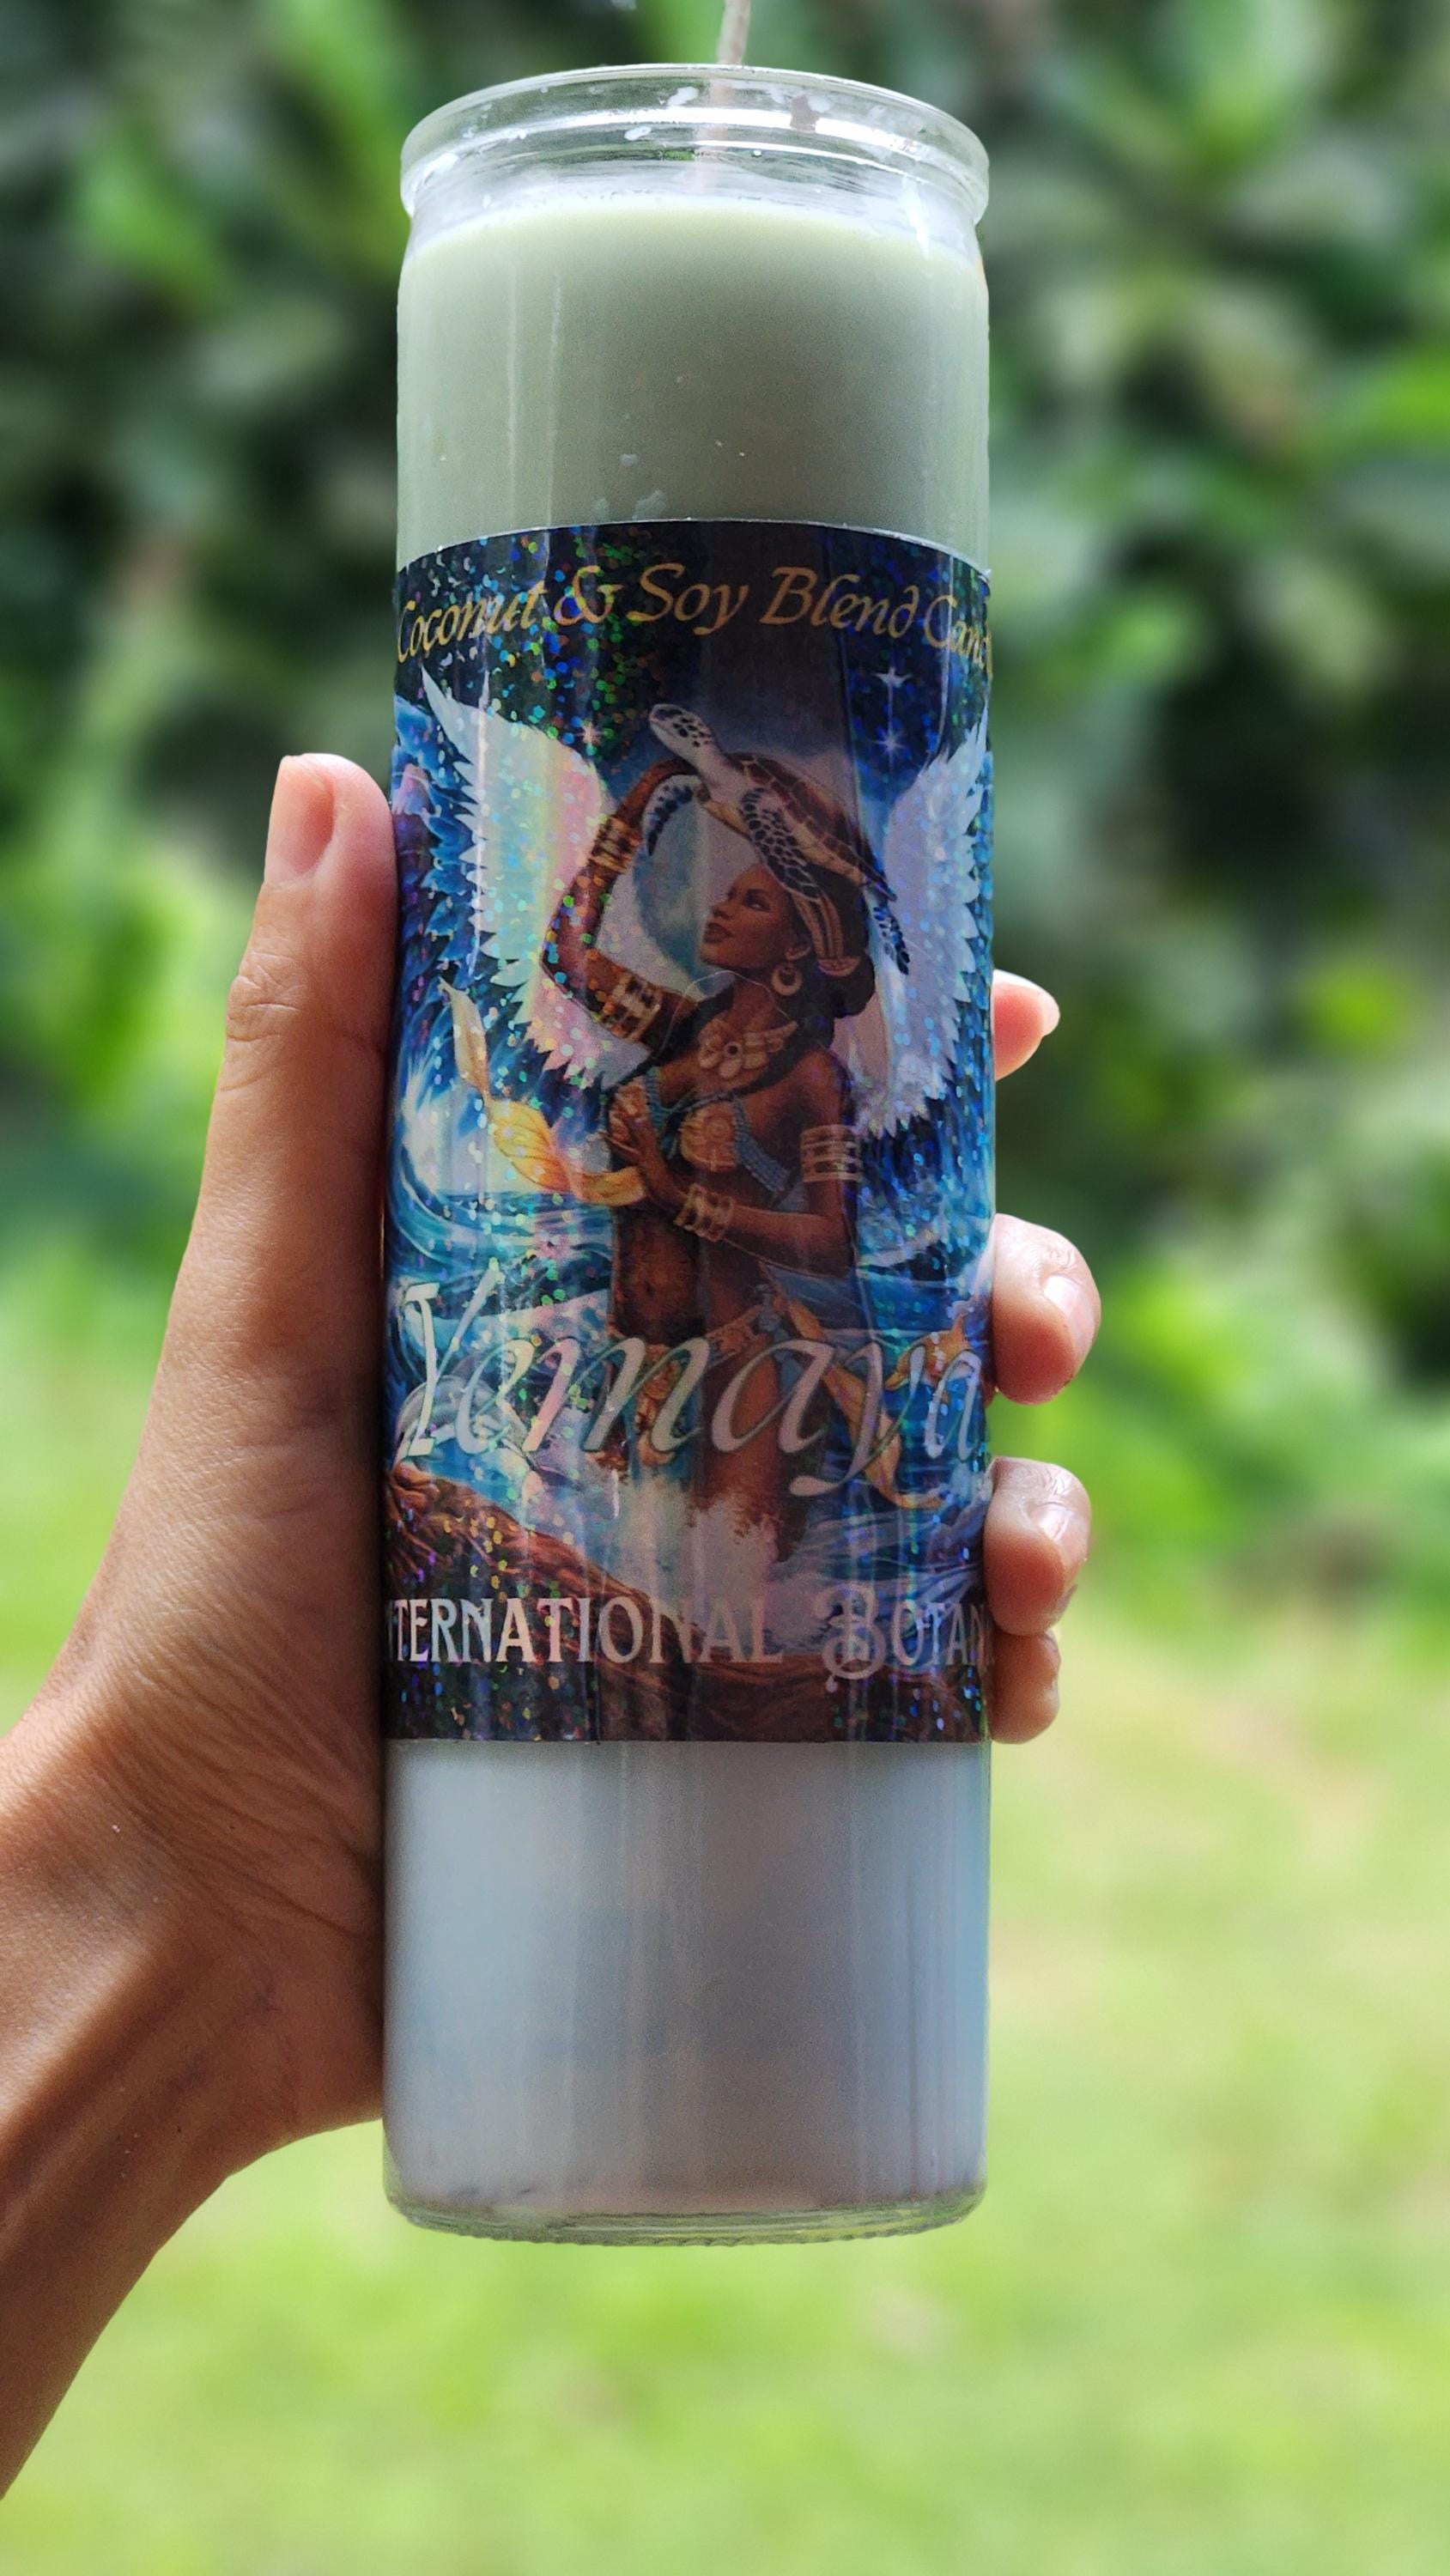 Coconut & Soy Blend Cand
Yemaya
TERNATIONAL BOTAN